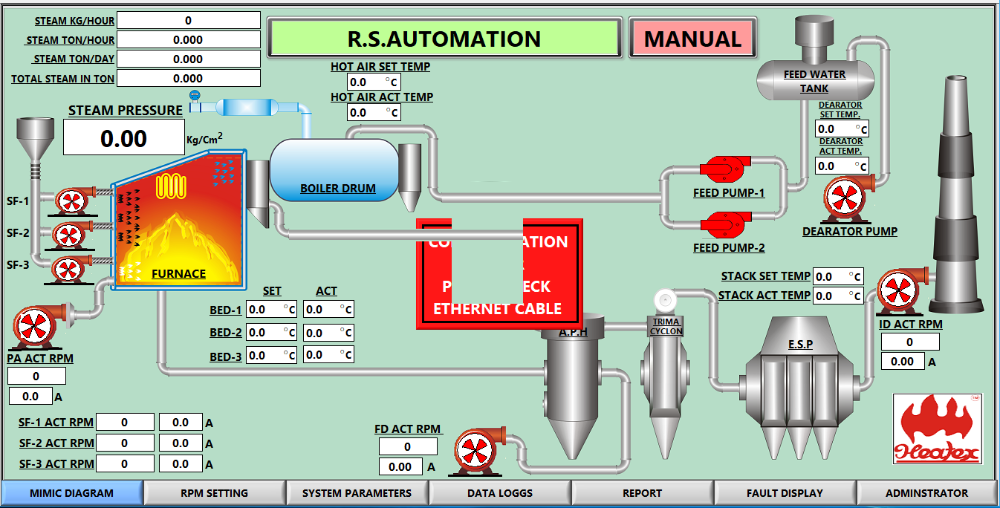 STEAM KG/HOUR 0
STEAM TON/HOUR 0.000
STEAM TON/DAY 0.000
TOTAL STEAM IN TON 0.000
R.S.AUTOMATION
MANUAL
HOT AIR SET TEMP
0.0 °C
HOT AIR ACT TEMP
0.0 °C
STEAM PRESSURE
0.00 Kg/Cm2
FEED WATER
TANK
DEARATOR
SET TEMP.
0.0 °C
DEARATOR
ACT TEMP.
0.0 °C
BOILER DRUM
FEED PUMP-1
FEED PUMP-2
DEARATOR PUMP
SF-1
SF-2
SF-3
FURNACE
ETHERNET CABLE
STACK SET TEMP 0.0 °C
STACK ACT TEMP 0.0 °C
SET ACT
BED-1 0.0 °C 0.0 °C
BED-2 0.0 °C 0.0 °C
BED-3 0.0 °C 0.0 °C
PA ACT RPM
0
0.0 A
A.P.H
TRIMA
CYCLON
E.S.P
ID ACT RPM
0
0.00 A
SF-1 ACT RPM 0 0.0 A
SF-2 ACT RPM 0 0.0 A
SF-3 ACT RPM 0 0.0 A
FD ACT RPM
0
0.00 A
Heatex
MIMIC DIAGRAM
RPM SETTING
SYSTEM PARAMETERS
DATA LOGGS
REPORT
FAULT DISPLAY
ADMINSTRATOR